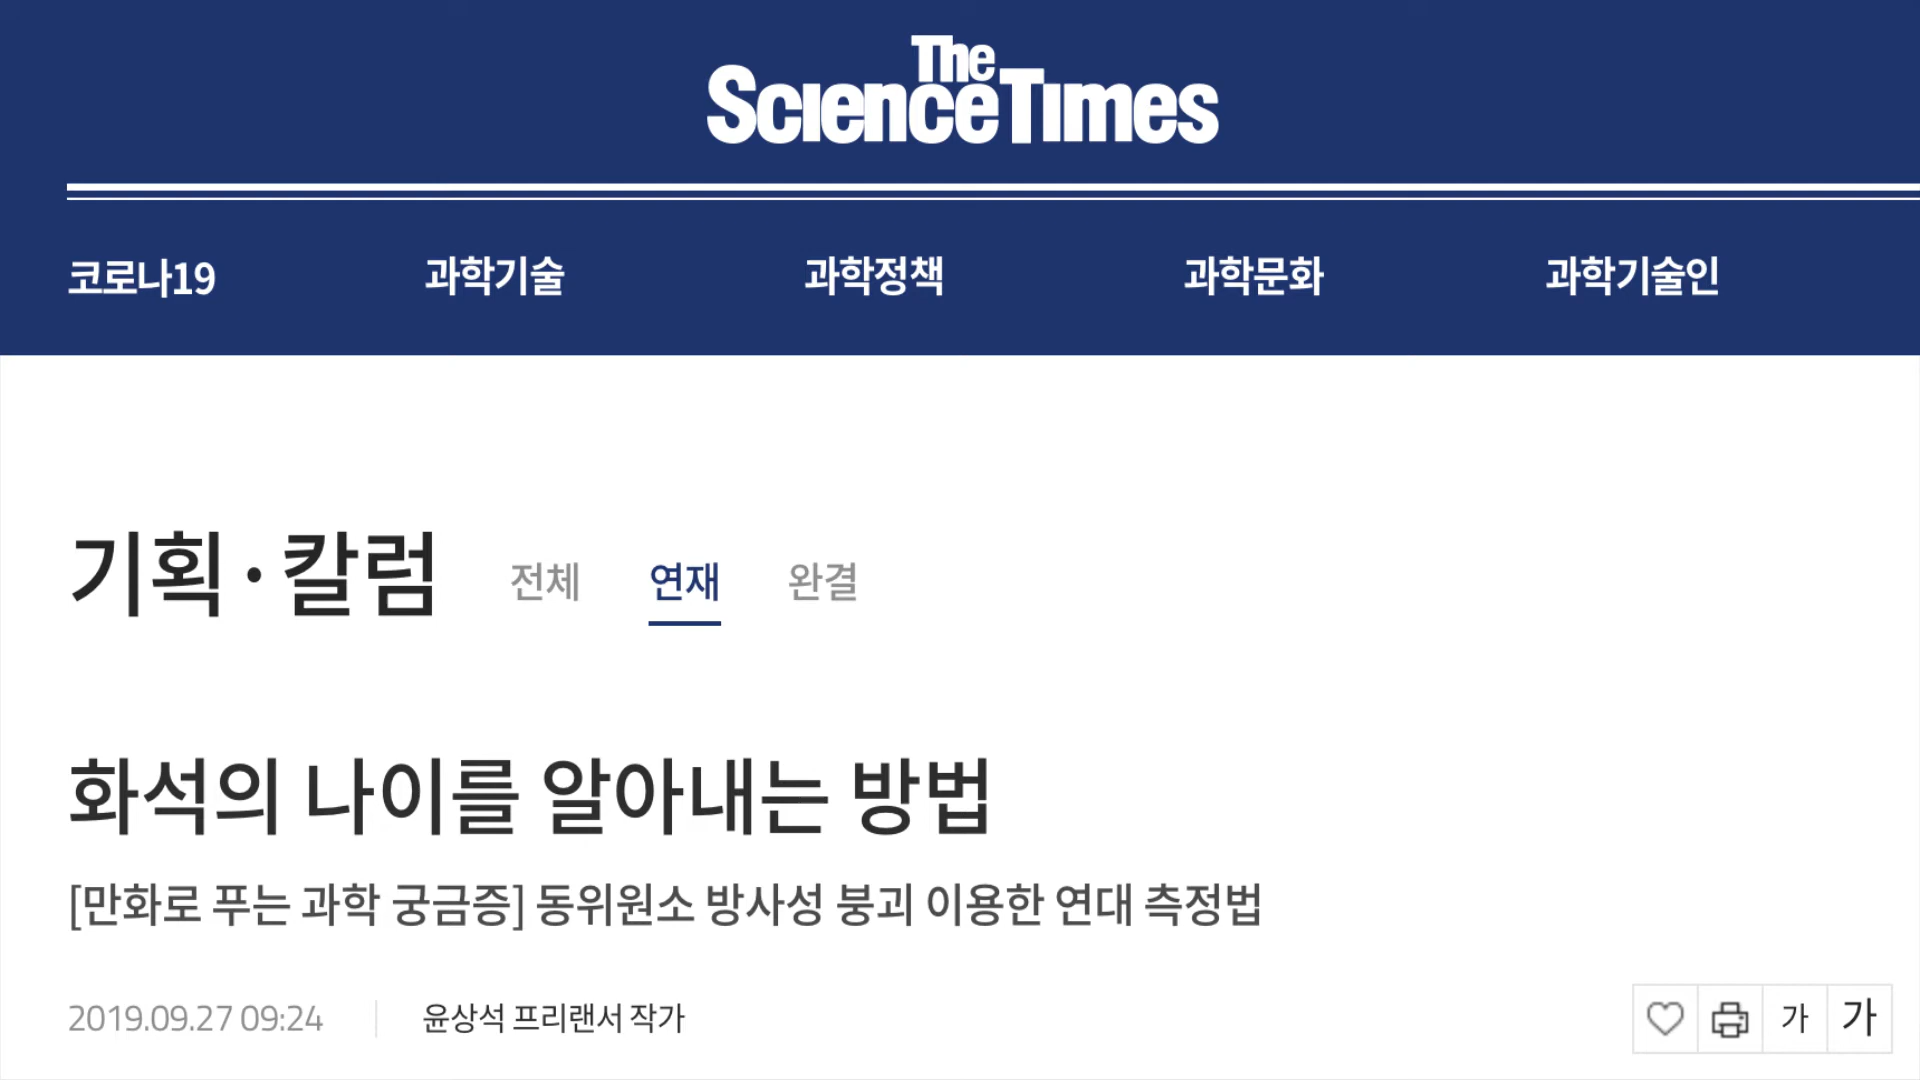 The
ScienceTimes
코로나19 과학기술 과학정책 과학문화 과학기술인
기획·칼럼 전체 연재 완결
화석의 나이를 알아내는 방법
[만화로 푸는 과학 궁금증] 동위원소 방사성 붕괴 이용한 연대 측정법
2019.09.27 09:24 윤상석 프리랜서 작가 가 가